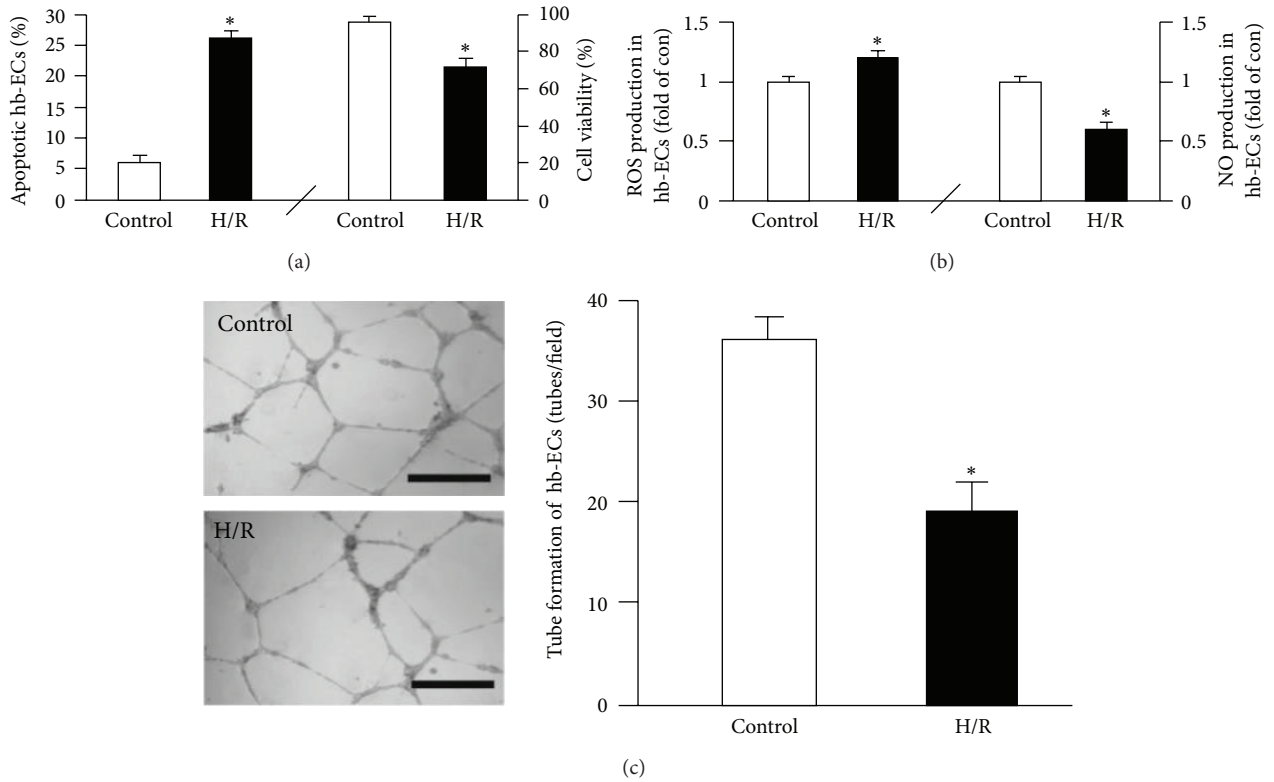 Apoptotic hb-ECs (%)
30
25
20
15
10
5
0
*
*
Control
H/R
Control
H/R
100
80
60
40
20
0
Cell viability (%)
(a)
ROS production in
hb-ECs (fold of con)
1.5
1
0.5
0
*
*
Control
H/R
Control
H/R
1.5
1
0.5
0
NO production in
hb-ECs (fold of con)
(b)
Control
H/R
Tube formation of hb-ECs (tubes/field)
40
30
20
10
0
*
Control
H/R
(c)